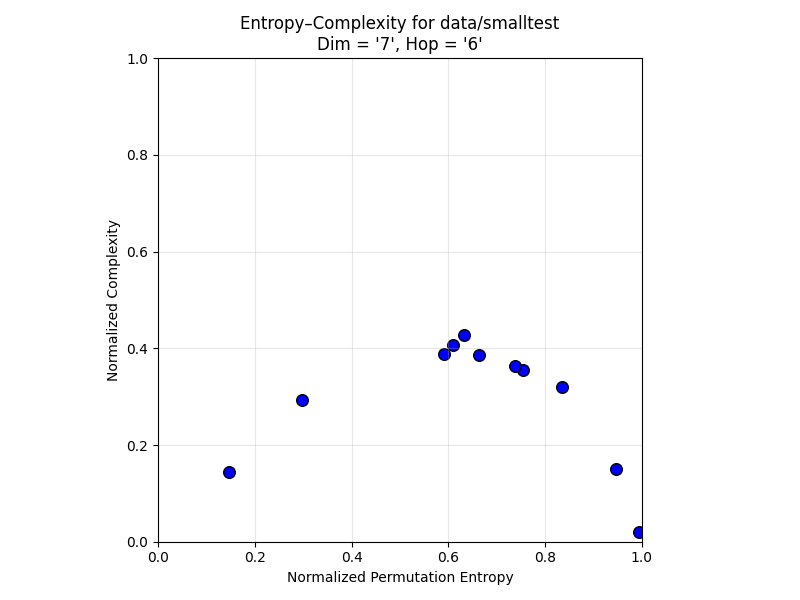 Entropy–Complexity for data/smalltest
Dim = '7', Hop = '6'
Normalized Complexity
1.0
0.8
0.6
0.4
0.2
0.0
0.0 0.2 0.4 0.6 0.8 1.0
Normalized Permutation Entropy